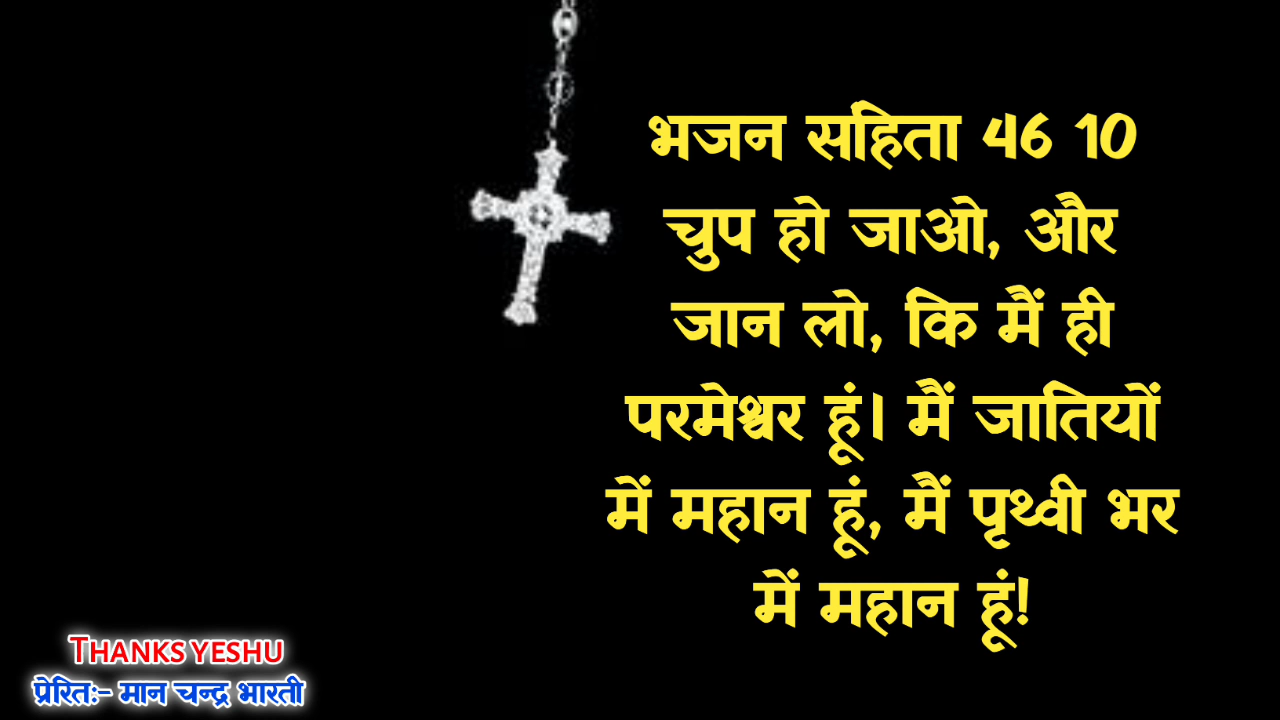 भजन सहिता 46 10
चुप हो जाओ, और
जान लो, कि मैं ही
परमेश्वर हूं। मैं जातियों
में महान हूं, मैं पृथ्वी भर
में महान हूं!
THANKS YESHU
प्रेरितः- मान चन्द्र भारती